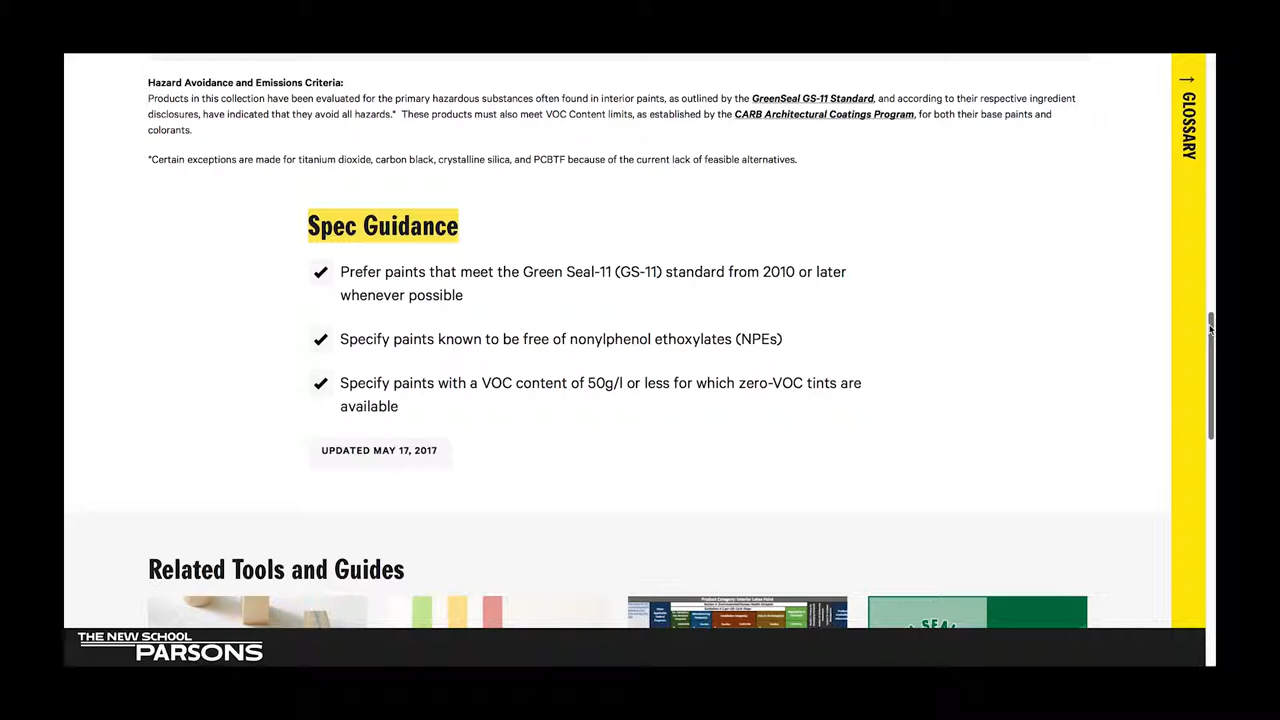 Hazard Avoidance and Emissions Criteria:
Products in this collection have been evaluated for the primary hazardous substances often found in interior paints, as outlined by the GreenSeal GS-11 Standard, and according to their respective ingredient
disclosures, have indicated that they avoid all hazards.* These products must also meet VOC Content limits, as established by the CARB Architectural Coatings Program, for both their base paints and
colorants.
*Certain exceptions are made for titanium dioxide, carbon black, crystalline silica, and PCBTF because of the current lack of feasible alternatives.
↑ GLOSSARY
Spec Guidance
Prefer paints that meet the Green Seal-11 (GS-11) standard from 2010 or later
whenever possible
Specify paints known to be free of nonylphenol ethoxylates (NPEs)
Specify paints with a VOC content of 50g/l or less for which zero-VOC tints are
available
UPDATED MAY 17, 2017
Related Tools and Guides
Product Category: Interior Latex Paint
SEAL
THE NEW SCHOOL
PARSONS